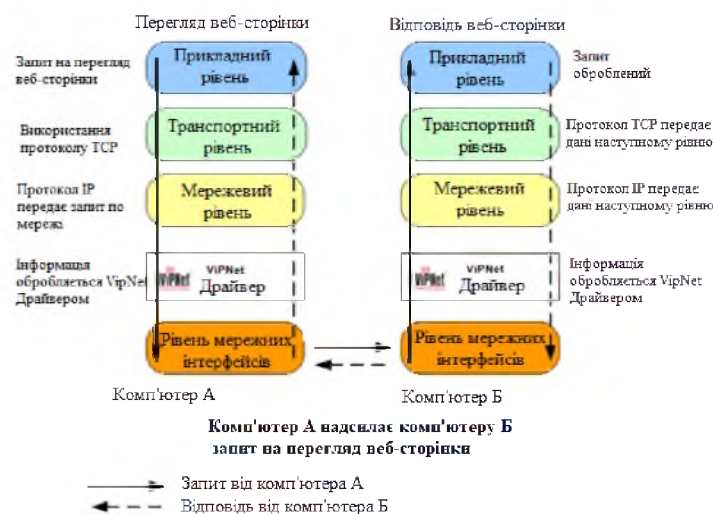 Перегляд веб-сторінки
Відповідь веб-сторінки
Запит на перегляд
веб-сторінки
Прикладний
рівень
Прикладний
рівень
Запит
оброблений
Використання
протоколу TCP
Транспортний
рівень
Транспортний
рівень
Протокол TCP передає
дані наступному рівню
Протокол IP
передає запит по
мережі
Мережевий
рівень
Мережевий
рівень
Протокол IP передає
дані наступному рівню
Інформація
обробляється VipNet
Драйвером
ViPNet
ViPNet
Драйвер
ViPNet
ViPNet
Драйвер
Інформація
обробляється VipNet
Драйвером
Рівень мережних
інтерфейсів
Рівень мережних
інтерфейсів
Комп'ютер А
Комп'ютер Б
Комп'ютер А надсилає комп'ютеру Б
запит на перегляд веб-сторінки
Запит від комп'ютера А
Відповідь від комп'ютера Б